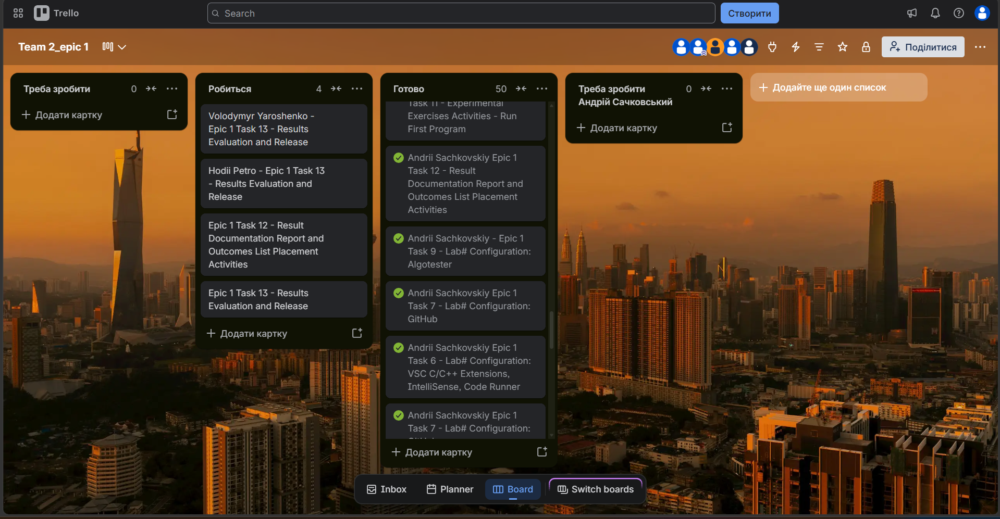 Trello
Search
Створити
Team 2_epic 1
Поділитися
Треба зробити 0
Додати картку
Робиться 4
Volodymyr Yaroshenko -
Epic 1 Task 13 - Results
Evaluation and Release
Hodii Petro - Epic 1 Task 13
- Results Evaluation and
Release
Epic 1 Task 12 - Result
Documentation Report and
Outcomes List Placement
Activities
Epic 1 Task 13 - Results
Evaluation and Release
Додати картку
Готово 50
Task 11 - Experimental
Exercises Activities - Run
First Program
Andrii Sachkovskiy Epic 1
Task 12 - Result
Documentation Report and
Outcomes List Placement
Activities
Andrii Sachkovskiy - Epic 1
Task 9 - Lab# Configuration:
Algotester
Andrii Sachkovskiy Epic 1
Task 7 - Lab# Configuration:
GitHub
Andrii Sachkovskiy Epic 1
Task 6 - Lab# Configuration:
VSC C/C++ Extensions,
IntelliSense, Code Runner
Andrii Sachkovskiy Epic 1
Task 7 - Lab# Configuration:
Додати картку
Треба зробити 0
Андрій Сачковський
Додати картку
Додайте ще один список
Inbox
Planner
Board
Switch boards